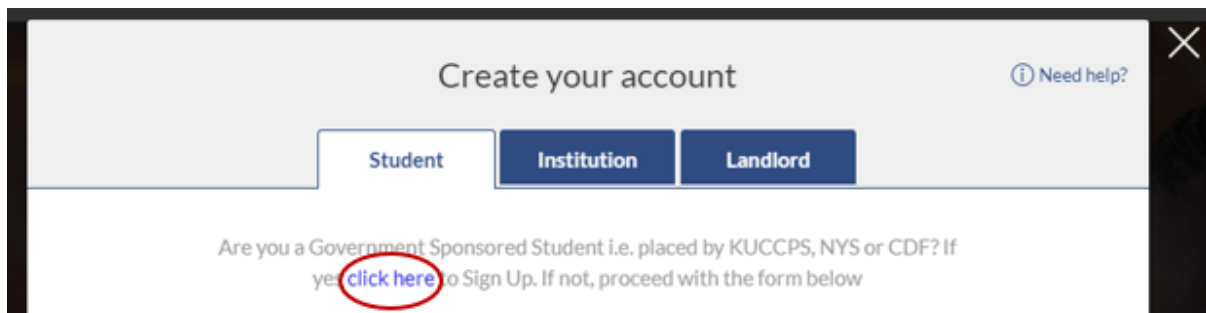 Create your account
Need help?
Student Institution Landlord
Are you a Government Sponsored Student i.e. placed by KUCCPS, NYS or CDF? If
yes click here to Sign Up. If not, proceed with the form below